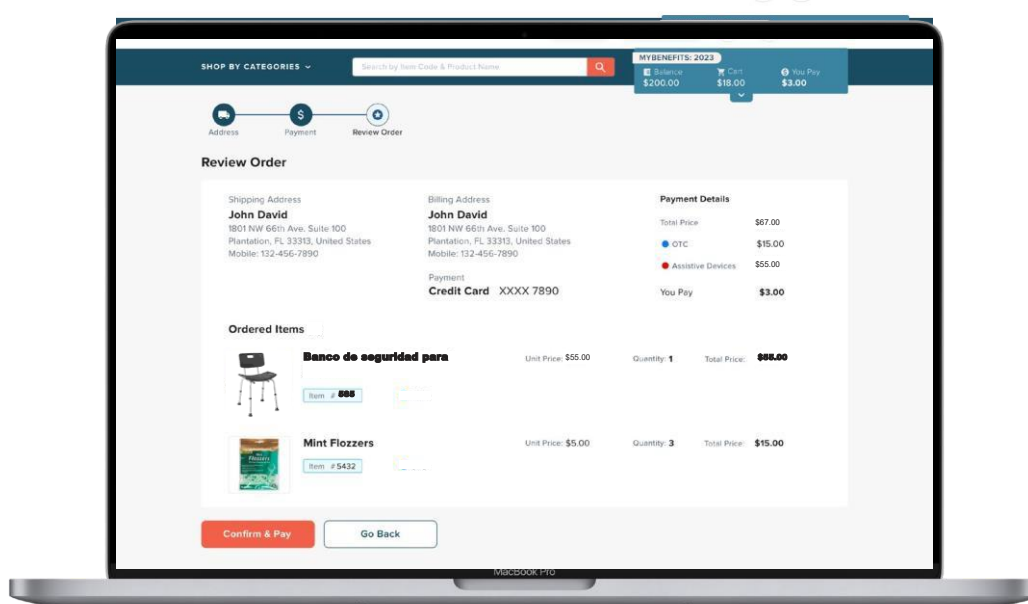 MYBENEFITS: 2023
SHOP BY CATEGORIES
Search by Item Code & Product Name
Balance
Cart
You Pay
$200.00
$18.00
$3.00
Address
Payment
Review Order
Review Order
Shipping Address
John David
1801 NW 66th Ave. Suite 100
Plantation, FL 33313, United States
Mobile: 132-456-7890
Billing Address
John David
1801 NW 66th Ave. Suite 100
Plantation, FL 33313, United States
Mobile: 132-456-7890
Payment
Credit Card XXXX 7890
Payment Details
Total Price $67.00
OTC $15.00
Assistive Devices $55.00
You Pay $3.00
Ordered Items
Banco de seguridad para
Unit Price: $55.00
Quantity: 1
Total Price: $55.00
Item #
Mint Flozzers
Unit Price: $5.00
Quantity: 3
Total Price: $15.00
Item # 5432
Flossers
Confirm & Pay
Go Back
MacBook Pro